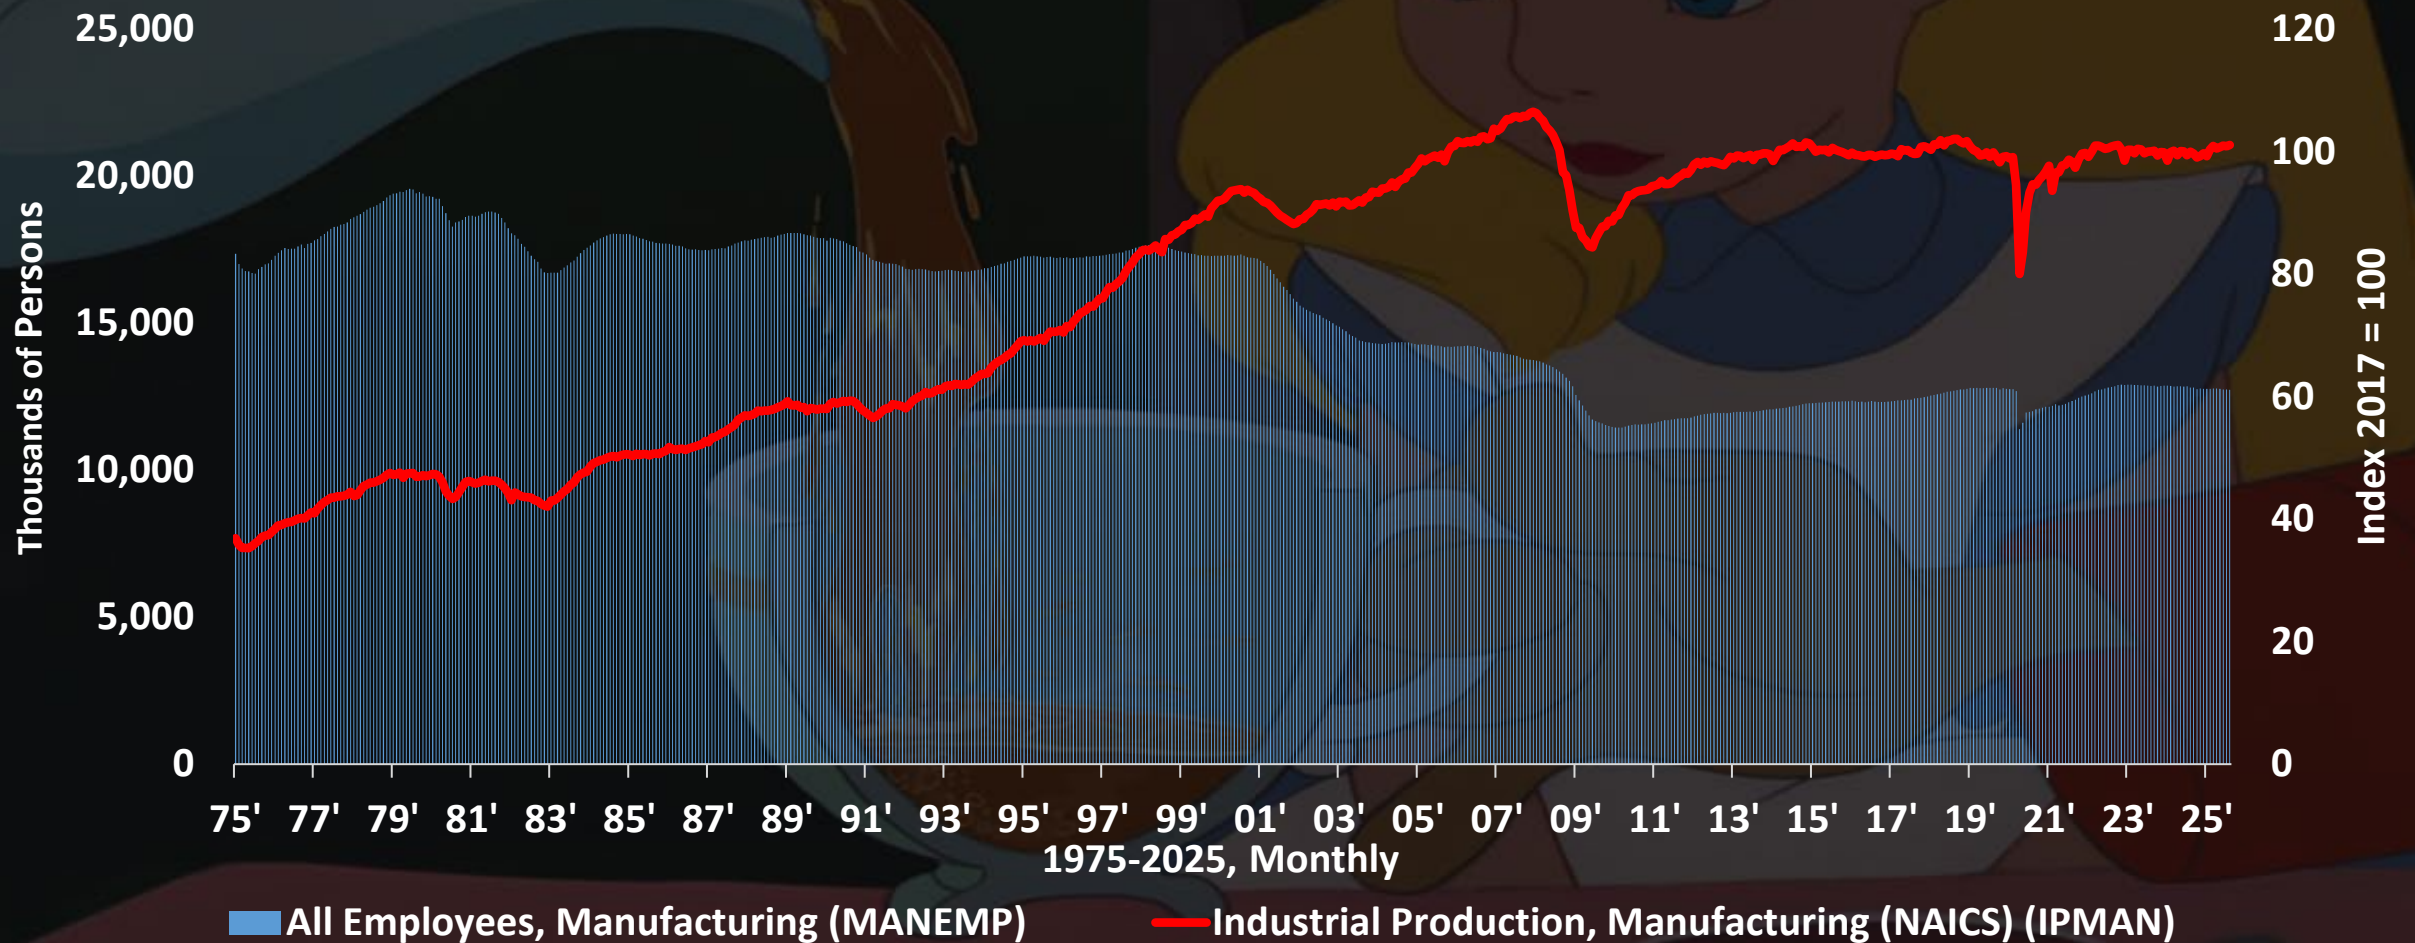 25,000
20,000
15,000
10,000
5,000
0
Thousands of Persons
120
100
80
60
40
20
0
Index 2017 = 100
75' 77' 79' 81' 83' 85' 87' 89' 91' 93' 95' 97' 99' 01' 03' 05' 07' 09' 11' 13' 15' 17' 19' 21' 23' 25'
1975-2025, Monthly
All Employees, Manufacturing (MANEMP)
Industrial Production, Manufacturing (NAICS) (IPMAN)